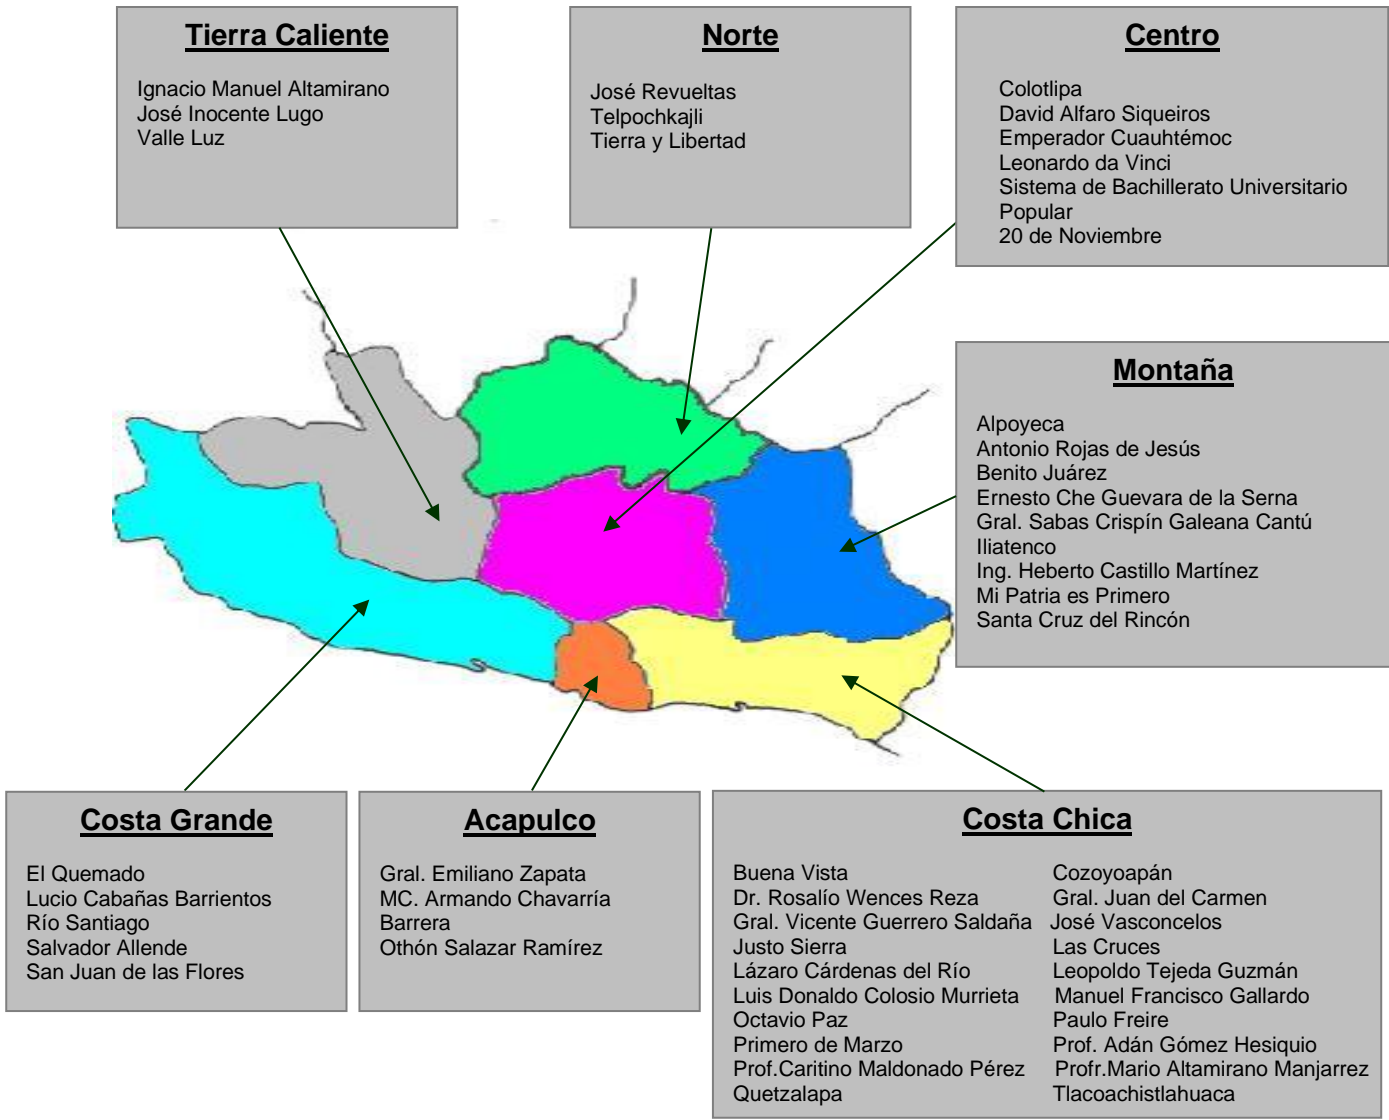 Tierra Caliente
Ignacio Manuel Altamirano
José Inocente Lugo
Valle Luz
Norte
José Revueltas
Telpochkajli
Tierra y Libertad
Centro
Colotlipa
David Alfaro Siqueiros
Emperador Cuauhtémoc
Leonardo da Vinci
Sistema de Bachillerato Universitario
Popular
20 de Noviembre
Montaña
Alpoyeca
Antonio Rojas de Jesús
Benito Juárez
Ernesto Che Guevara de la Serna
Gral. Sabas Crispín Galeana Cantú
Iliatenco
Ing. Heberto Castillo Martínez
Mi Patria es Primero
Santa Cruz del Rincón
Costa Grande
El Quemado
Lucio Cabañas Barrientos
Río Santiago
Salvador Allende
San Juan de las Flores
Acapulco
Gral. Emiliano Zapata
MC. Armando Chavarría
Barrera
Othón Salazar Ramírez
Costa Chica
Buena Vista
Dr. Rosalío Wences Reza
Gral. Vicente Guerrero Saldaña
Justo Sierra
Lázaro Cárdenas del Río
Luis Donaldo Colosio Murrieta
Octavio Paz
Primero de Marzo
Prof.Caritino Maldonado Pérez
Quetzalapa
Cozoyoapán
Gral. Juan del Carmen
José Vasconcelos
Las Cruces
Leopoldo Tejeda Guzmán
Manuel Francisco Gallardo
Paulo Freire
Prof. Adán Gómez Hesiquio
Profr.Mario Altamirano Manjarrez
Tlacoachistlahuaca